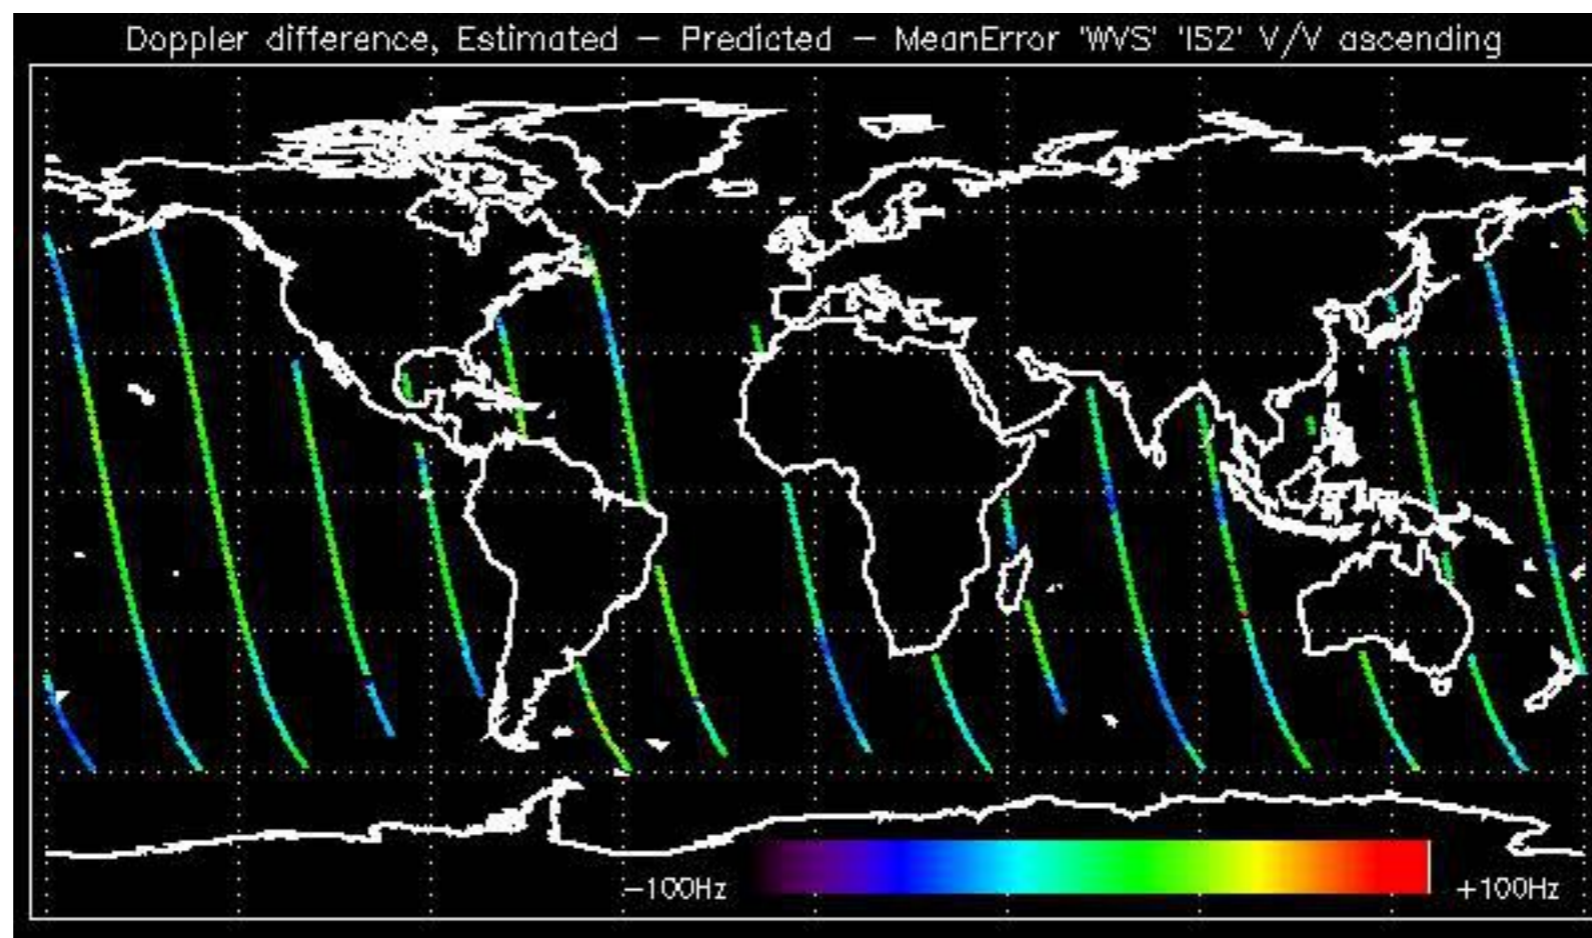 Doppler difference, Estimated — Predicted — MeanError 'WVS' 'IS2' V/V ascending
−100Hz
+100Hz